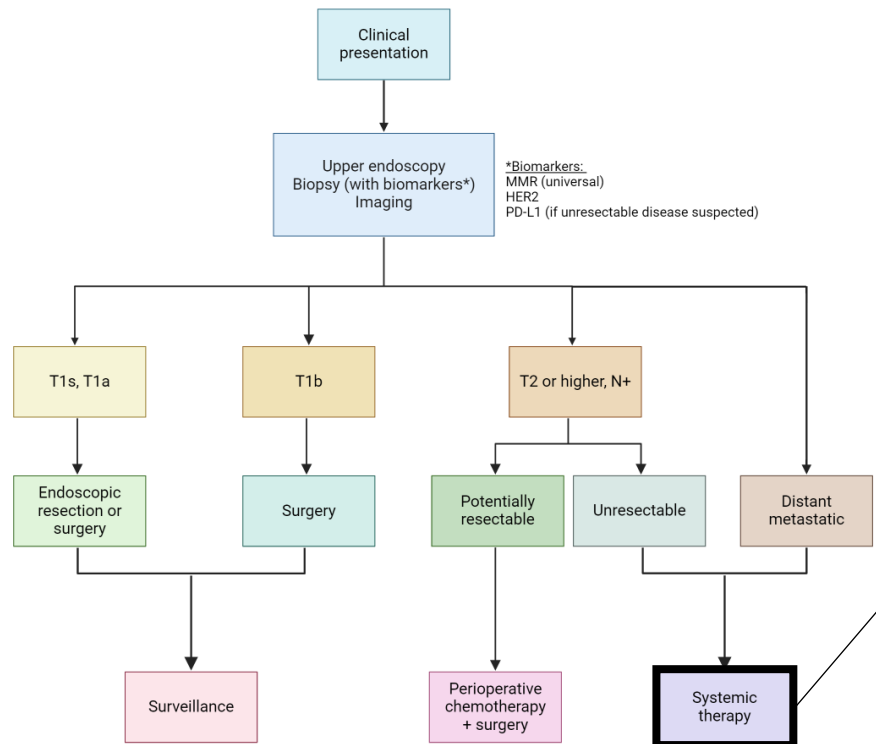 Clinical
presentation
Upper endoscopy
Biopsy (with biomarkers*)
Imaging
*Biomarkers:
MMR (universal)
HER2
PD-L1 (if unresectable disease suspected)
T1s, T1a
T1b
T2 or higher, N+
Endoscopic
resection or
surgery
Surgery
Potentially
resectable
Unresectable
Distant
metastatic
Surveillance
Perioperative
chemotherapy
+ surgery
Systemic
therapy